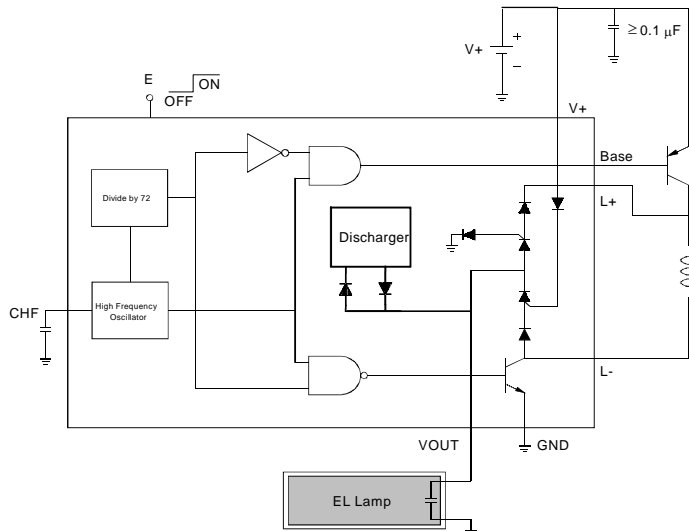 ≥ 0.1 µF
V+
+
−
E
ON
OFF
V+
Base
Divide by 72
L+
Discharger
High Frequency
Oscillator
CHF
L-
VOUT
GND
EL Lamp